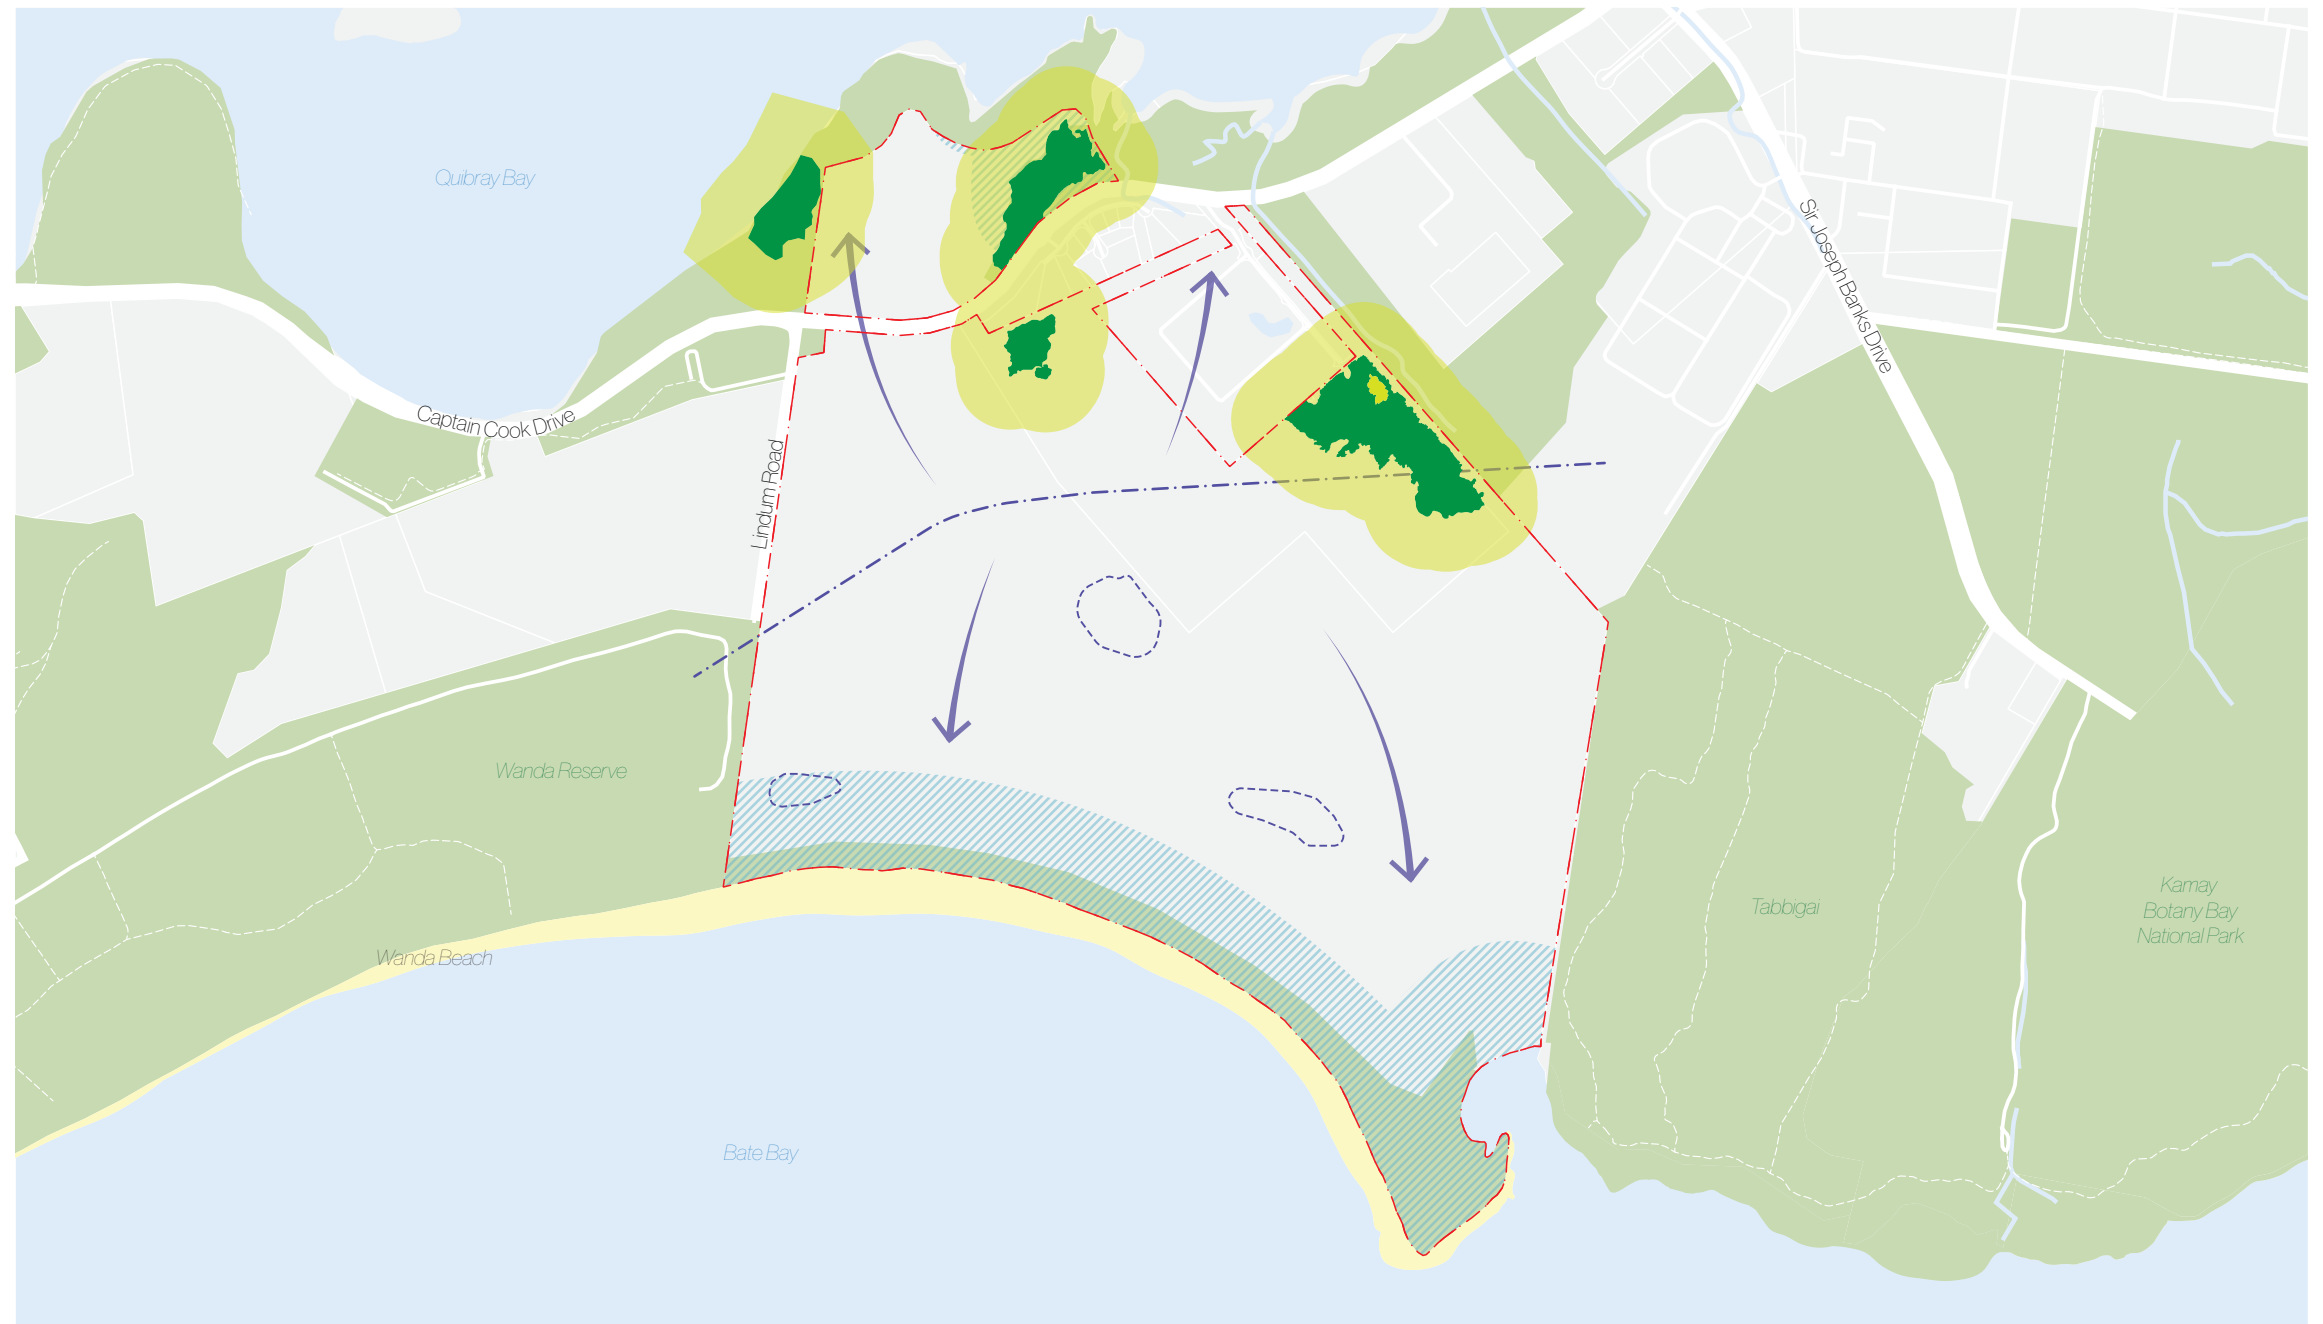 Quibray Bay
Sir Joseph Banks Drive
Captain Cook Drive
Lindum Road
Wanda Reserve
Kamay
Botany Bay
National Park
Tabbigai
Wanda Beach
Bate Bay